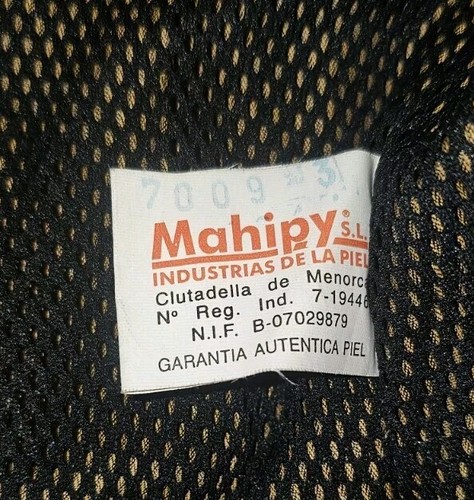 7009 31
Mahipy® S.L.
INDUSTRIAS DE LA PIEL
Clutadella de Menorca
Nº Reg. Ind. 7-19446
N.I.F. B-07029879
GARANTIA AUTENTICA PIEL